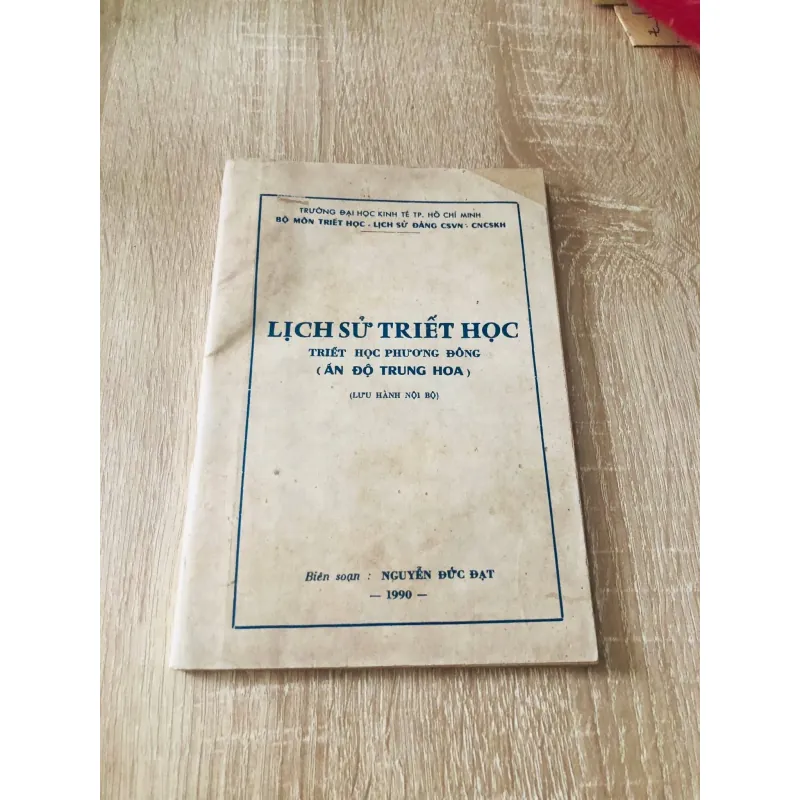 TRƯỜNG ĐẠI HỌC KINH TẾ TP. HỒ CHÍ MINH
BỘ MÔN TRIẾT HỌC - LỊCH SỬ ĐẢNG CSVN - CNCSKH
LỊCH SỬ TRIẾT HỌC
TRIẾT HỌC PHƯƠNG ĐÔNG
( ẤN ĐỘ TRUNG HOA )
(LƯU HÀNH NỘI BỘ)
Biên soạn : NGUYỄN ĐỨC ĐẠT
— 1990 —